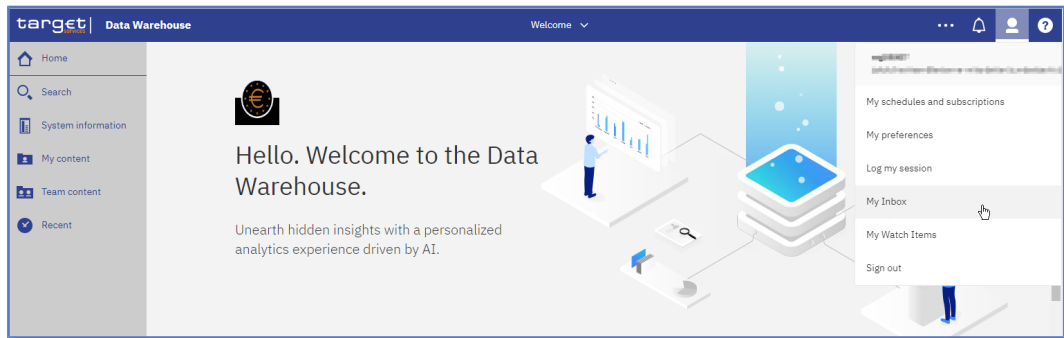 target| Data Warehouse
services
Welcome
?
Home
Search
System information
My content
Team content
Recent
€
Hello. Welcome to the Data
Warehouse.
Unearth hidden insights with a personalized
analytics experience driven by AI.
My schedules and subscriptions
My preferences
Log my session
My Inbox
My Watch Items
Sign out